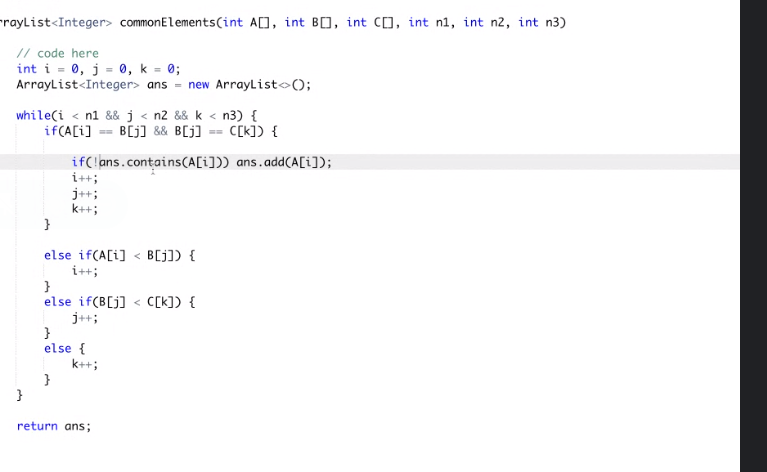 rrayList<Integer> commonElements(int A[], int B[], int C[], int n1, int n2, int n3)
// code here
int i = 0, j = 0, k = 0;
ArrayList<Integer> ans = new ArrayList<>();
while(i < n1 && j < n2 && k < n3) {
if(A[i] == B[j] && B[j] == C[k]) {
if(!ans.contains(A[i])) ans.add(A[i]);
i++;
j++;
k++;
}
else if(A[i] < B[j]) {
i++;
}
else if(B[j] < C[k]) {
j++;
}
else {
k++;
}
}
return ans;